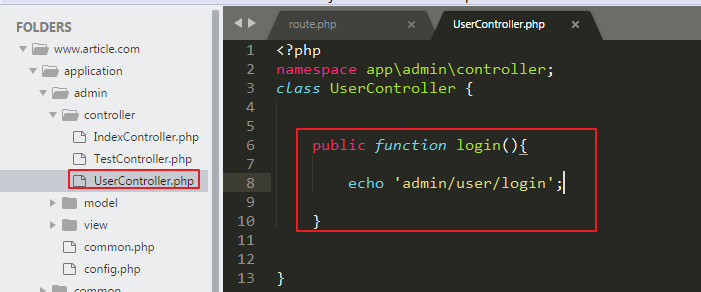 FOLDERS
www.article.com
application
admin
controller
IndexController.php
TestController.php
UserController.php
model
view
common.php
config.php
common
route.php
UserController.php
1 <?php
2 namespace app\admin\controller;
3 class UserController {
4
5
6 public function login(){
7
8 echo 'admin/user/login';
9
10 }
11
12
13 }